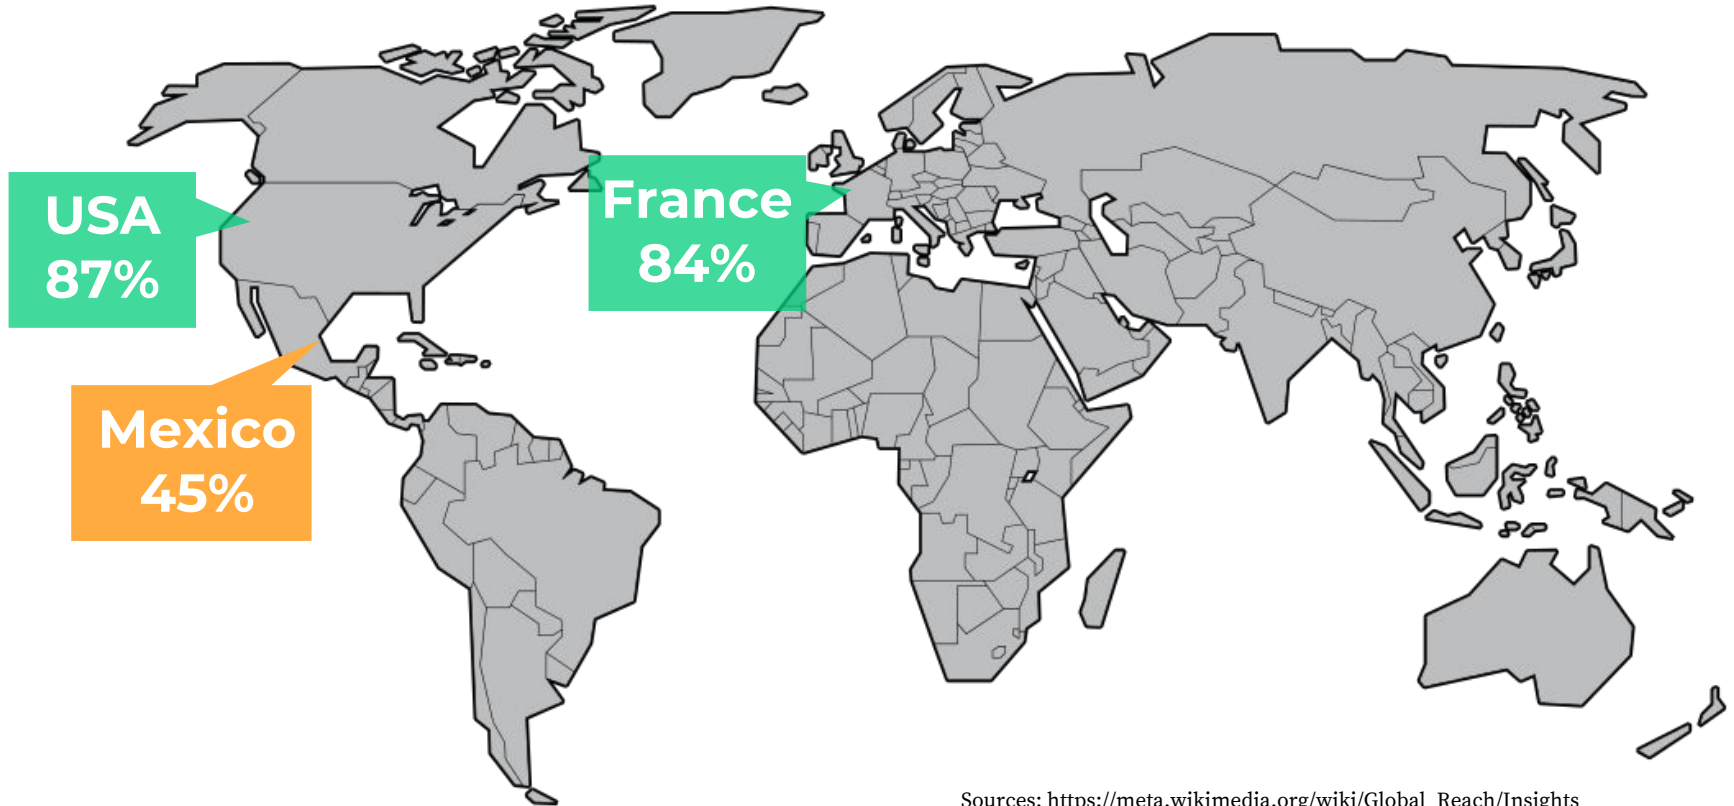 USA
87%
France
84%
Mexico
45%
Sources: https://meta.wikimedia.org/wiki/Global_Reach/Insights